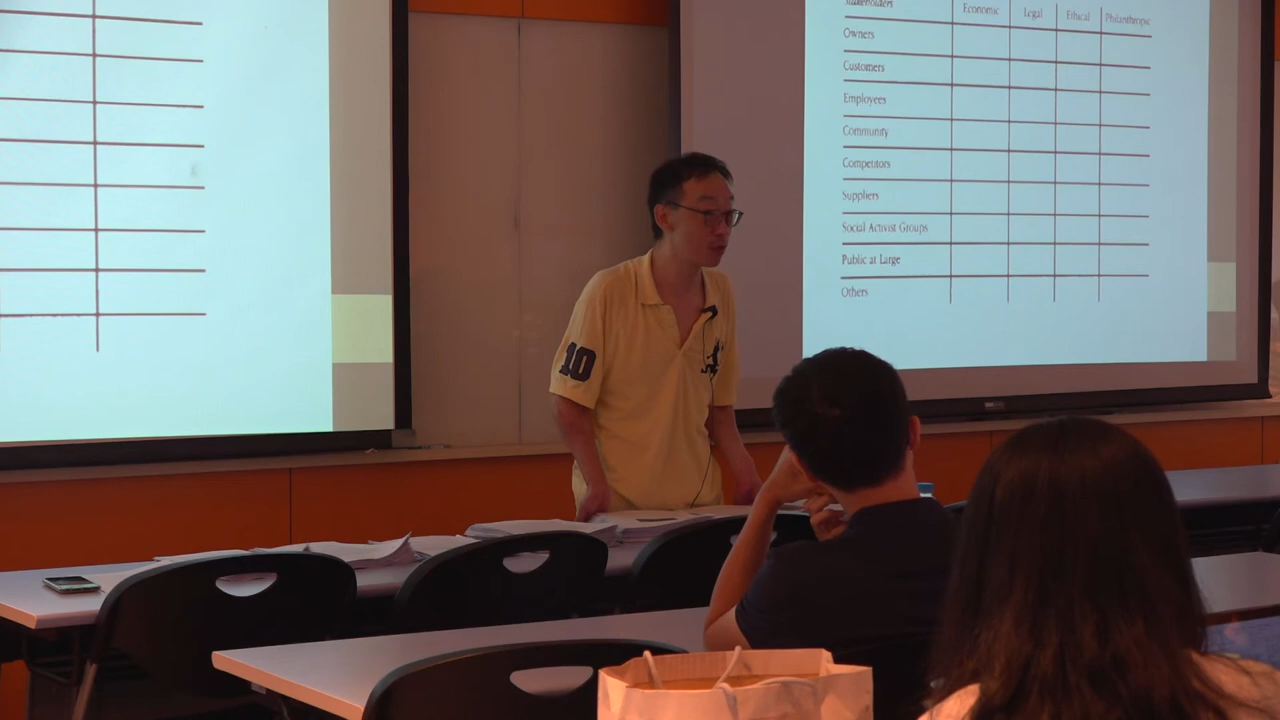 Stakeholders Economic Legal Ethical Philanthropic
Owners
Customers
Employees
Community
Competitors
Suppliers
Social Activist Groups
Public at Large
Others
10